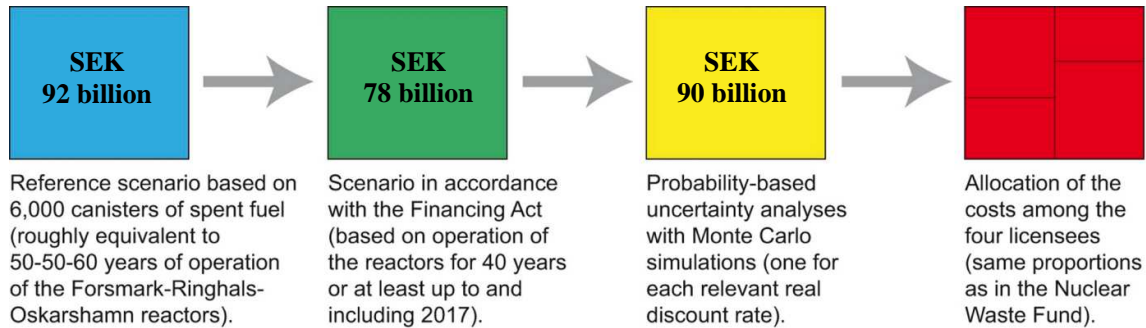 SEK
92 billion
SEK
78 billion
SEK
90 billion
Reference scenario based on
6,000 canisters of spent fuel
(roughly equivalent to
50-50-60 years of operation
of the Forsmark-Ringhals-
Oskarshamn reactors).
Scenario in accordance
with the Financing Act
(based on operation of
the reactors for 40 years
or at least up to and
including 2017).
Probability-based
uncertainty analyses
with Monte Carlo
simulations (one for
each relevant real
discount rate).
Allocation of the
costs among the
four licensees
(same proportions
as in the Nuclear
Waste Fund).